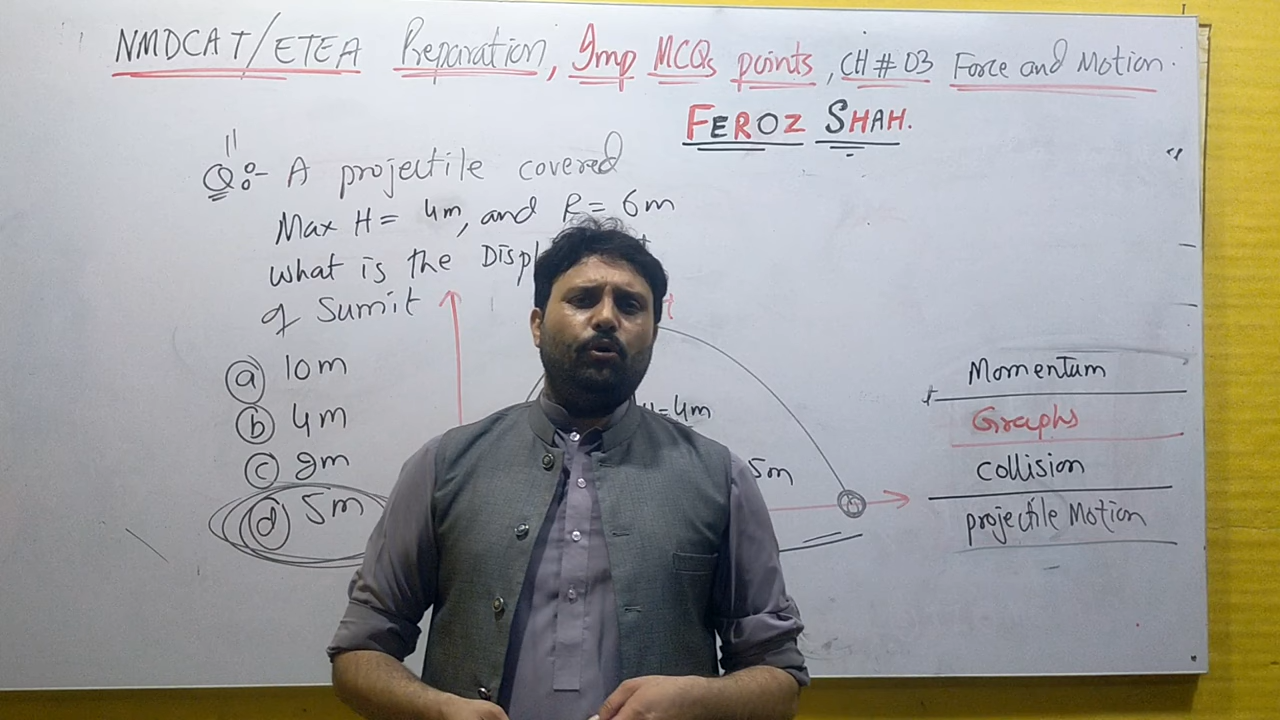 NMDCAT/ETEA Preparation, Imp MCQs points, CH # 03 Force and Motion.
FEROZ SHAH.
Q:- A projectile covered
Max H = 4m, and R = 6m
what is the
of Sumit
a 10m
b 4m
c 9m
d 5m
H
=4m
5m
Momentum
Graphs
collision
projectile Motion